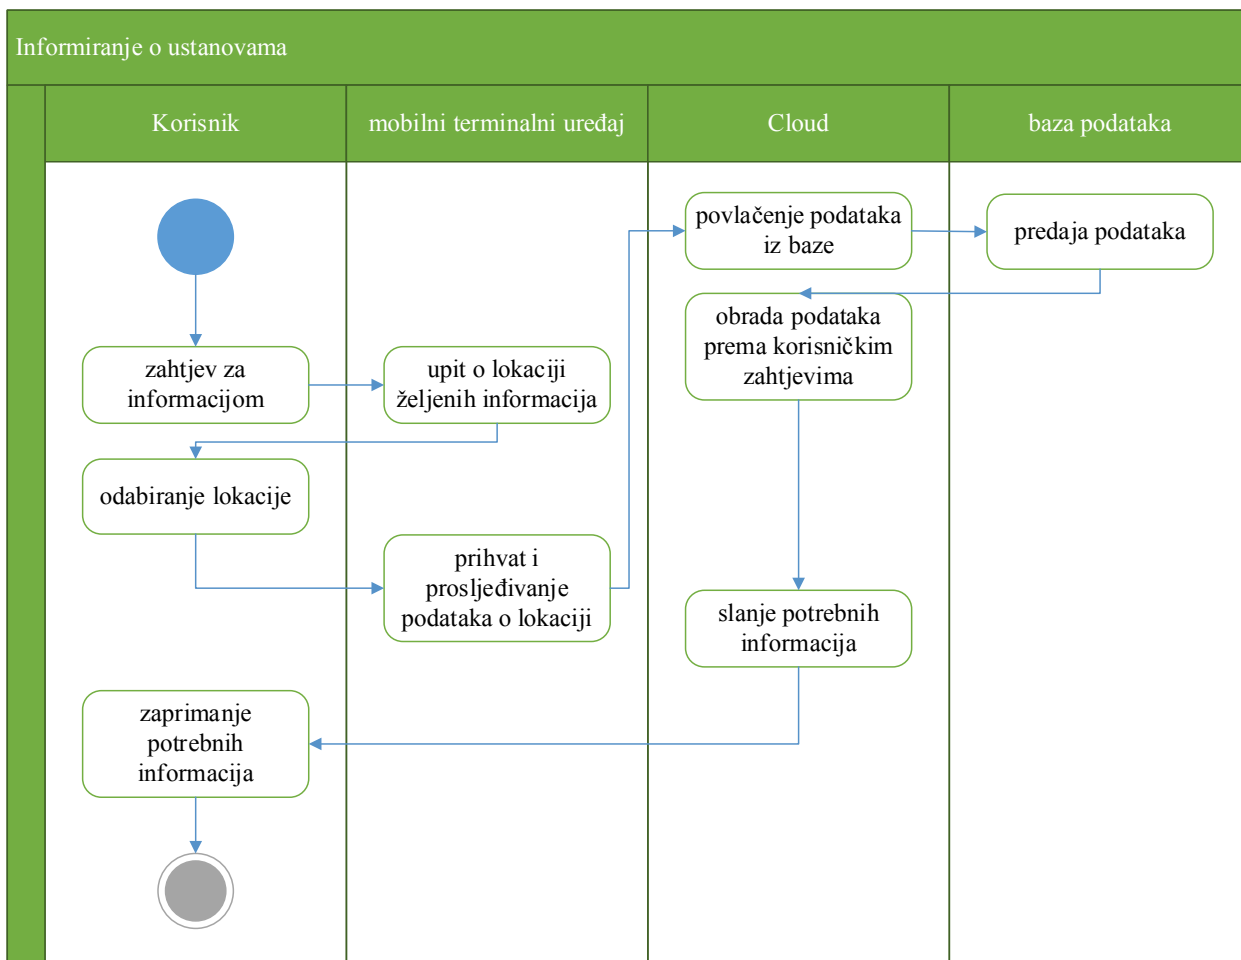 Informiranje o ustanovama
Korisnik
mobilni terminalni uređaj
Cloud
baza podataka
povlačenje podataka
iz baze
predaja podataka
obrada podataka
prema korisničkim
zahtjevima
zahtjev za
informacijom
upit o lokaciji
željenih informacija
odabiranje lokacije
prihvat i
prosljeđivanje
podataka o lokaciji
slanje potrebnih
informacija
zaprimanje
potrebnih
informacija